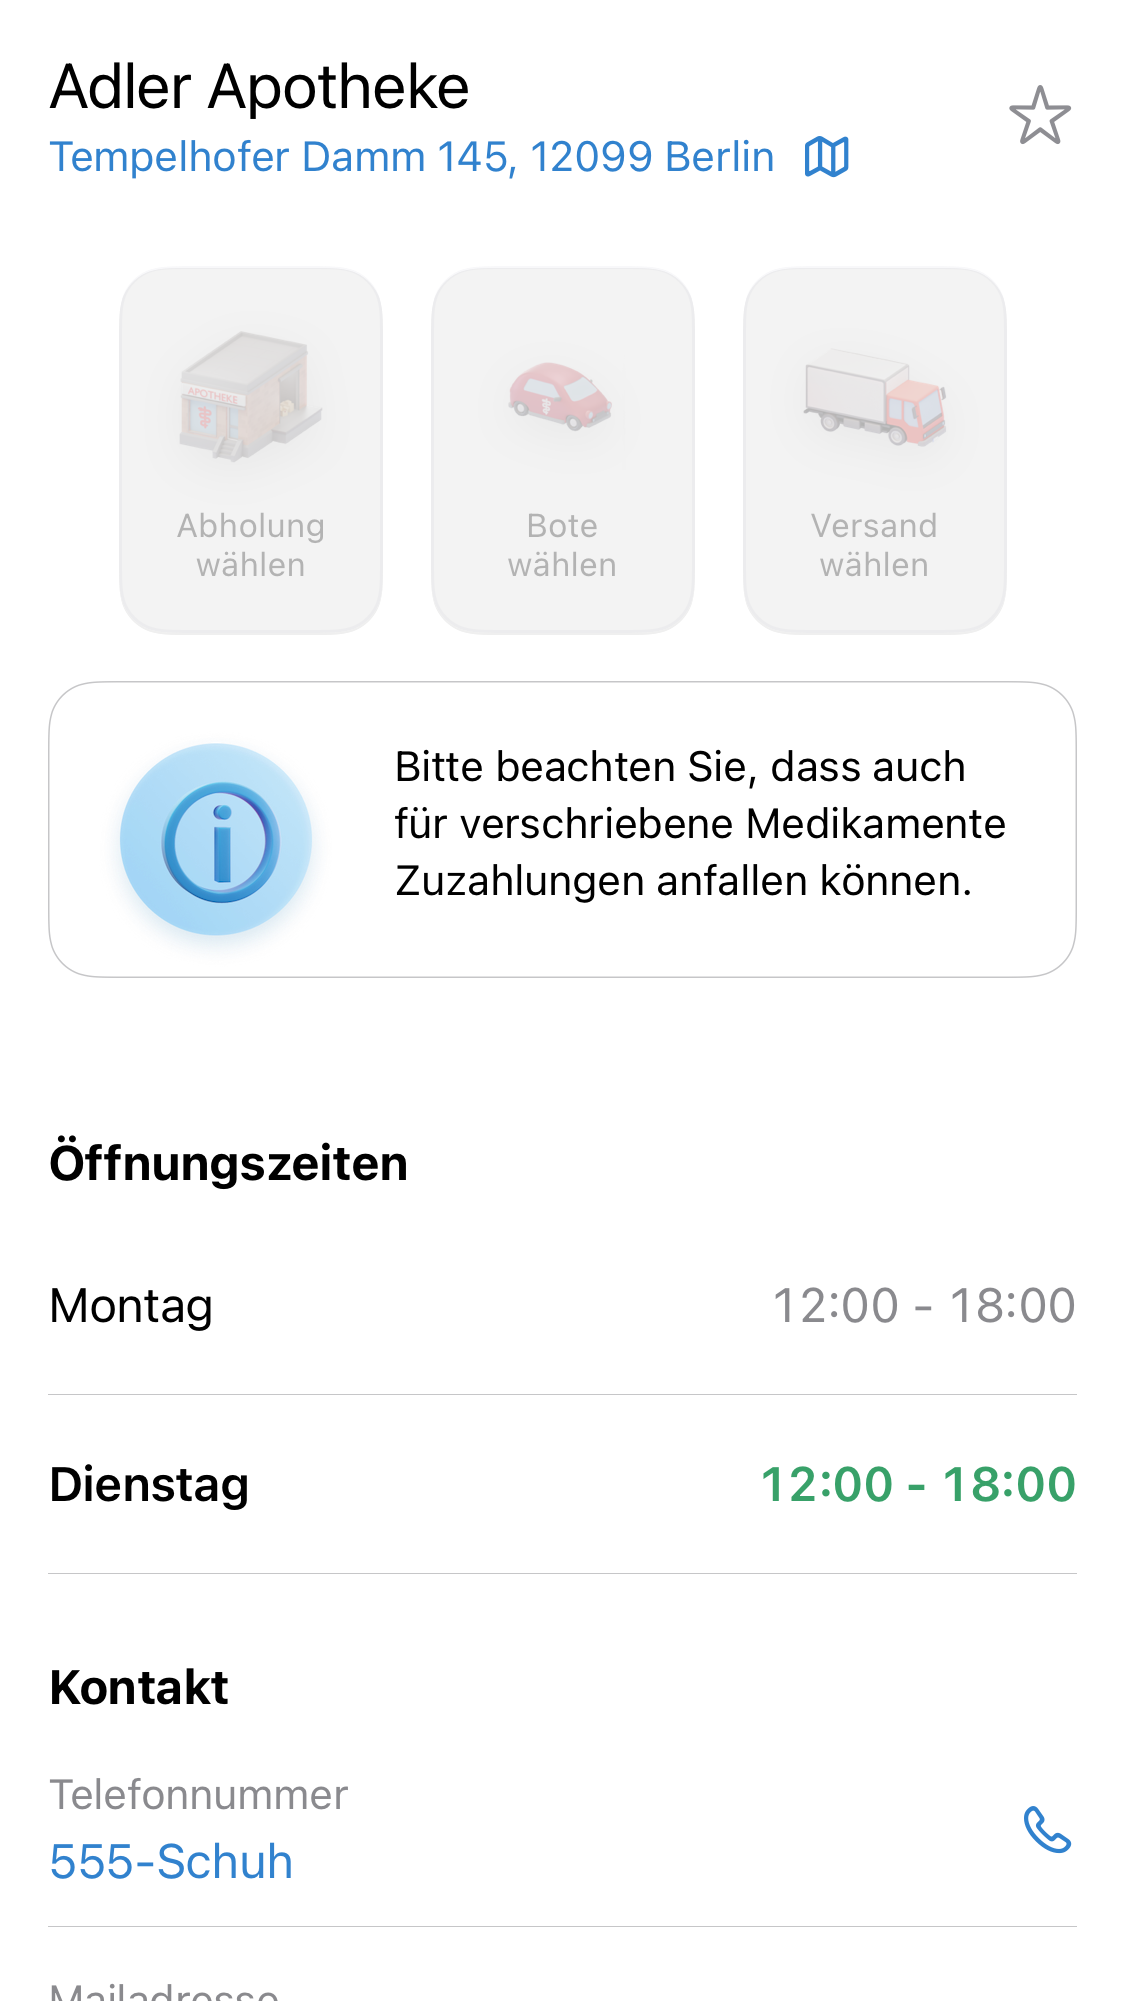 Adler Apotheke
Tempelhofer Damm 145, 12099 Berlin
APOTHEKE
Abholung
wählen
Bote
wählen
Versand
wählen
Bitte beachten Sie, dass auch
für verschriebene Medikamente
Zuzahlungen anfallen können.
Öffnungszeiten
Montag 12:00 - 18:00
Dienstag 12:00 - 18:00
Kontakt
Telefonnummer
555-Schuh
Mailadresse